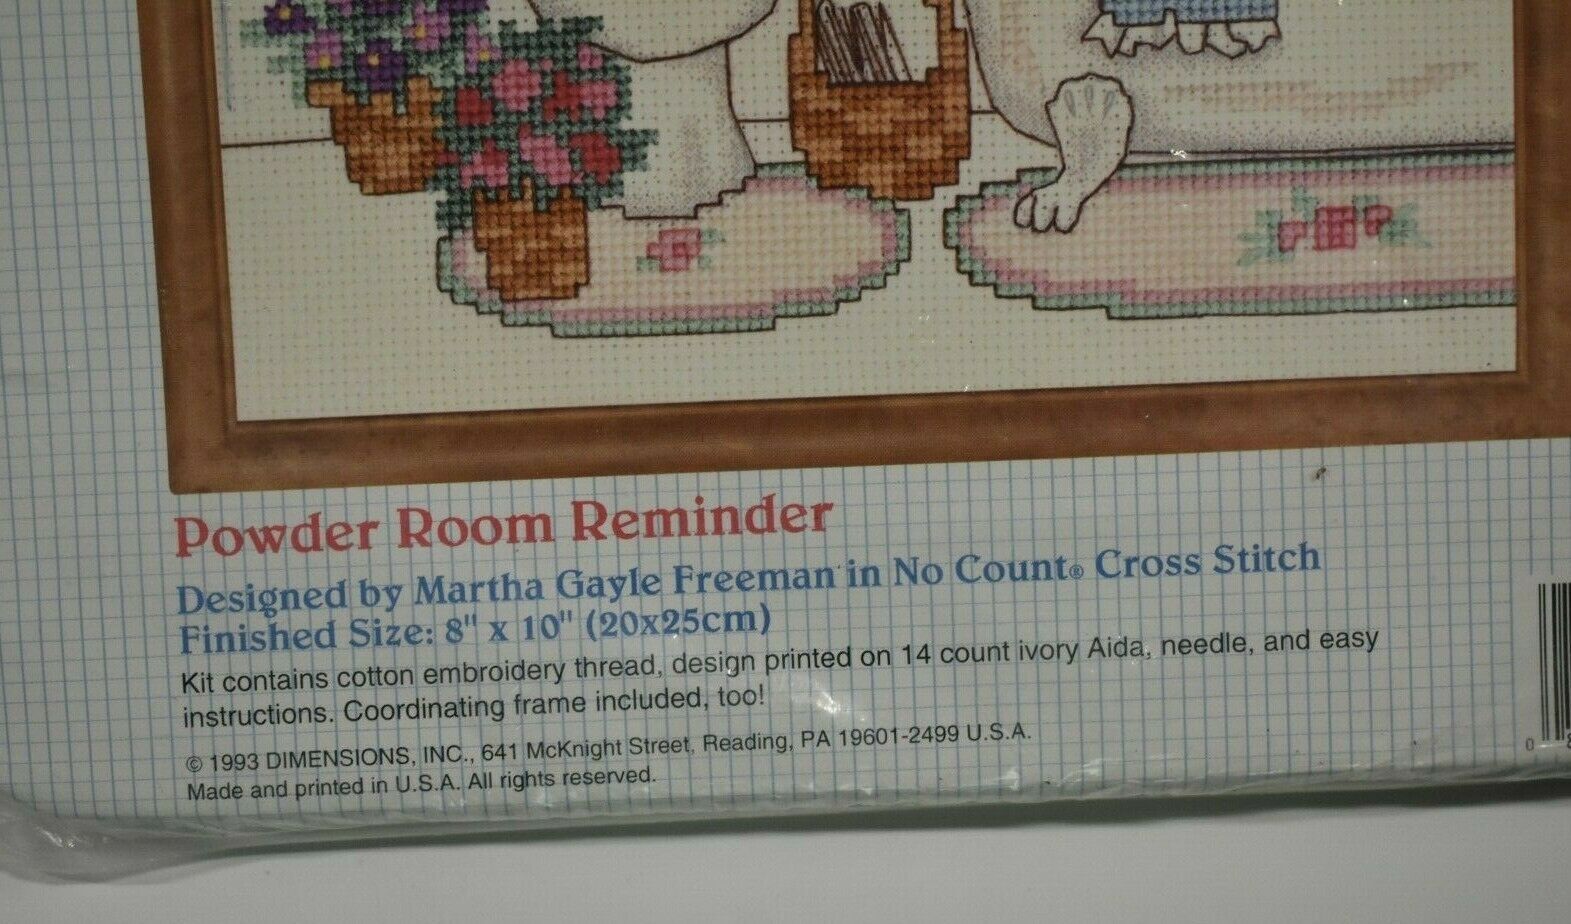 Powder Room Reminder
Designed by Martha Gayle Freeman in No Count® Cross Stitch
Finished Size: 8" x 10" (20x25cm)
Kit contains cotton embroidery thread, design printed on 14 count ivory Aida, needle, and easy
instructions. Coordinating frame included, too!
© 1993 DIMENSIONS, INC., 641 McKnight Street, Reading, PA 19601-2499 U.S.A.
Made and printed in U.S.A. All rights reserved.
0